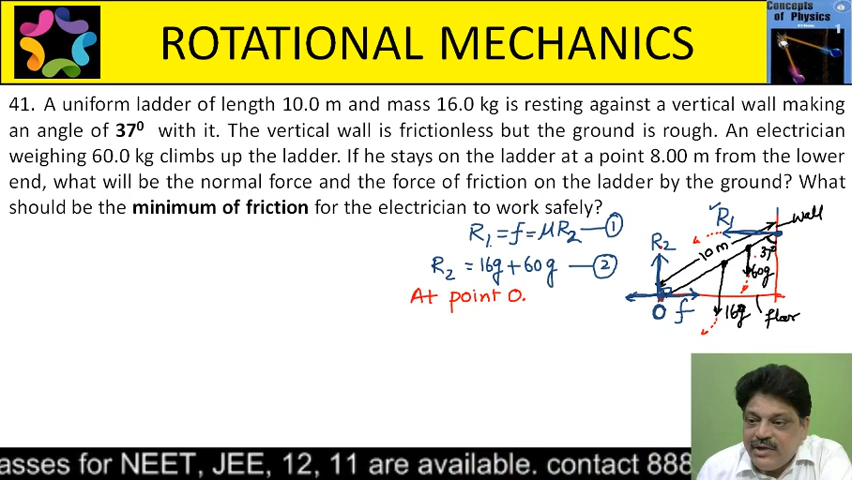 ROTATIONAL MECHANICS
Concepts
of Physics
1
41. A uniform ladder of length 10.0 m and mass 16.0 kg is resting against a vertical wall making
an angle of 37⁰ with it. The vertical wall is frictionless but the ground is rough. An electrician
weighing 60.0 kg climbs up the ladder. If he stays on the ladder at a point 8.00 m from the lower
end, what will be the normal force and the force of friction on the ladder by the ground? What
should be the minimum of friction for the electrician to work safely?
R₁ = f = μR₂ — ①
R₂ = 16g + 60g — ②
At point O.
R₁
wall
R₂
10 m
37⁰
60g
O
f
16g
floor
asses for NEET, JEE, 12, 11 are available. contact 888